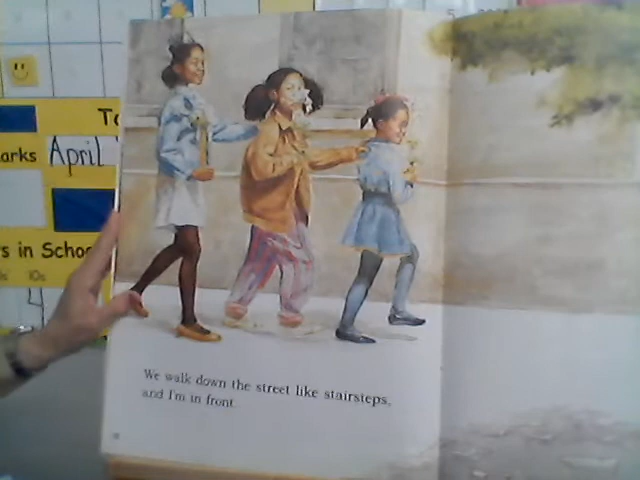 To
arks April
s in Schoo
10s
We walk down the street like stairsteps,
and I'm in front.